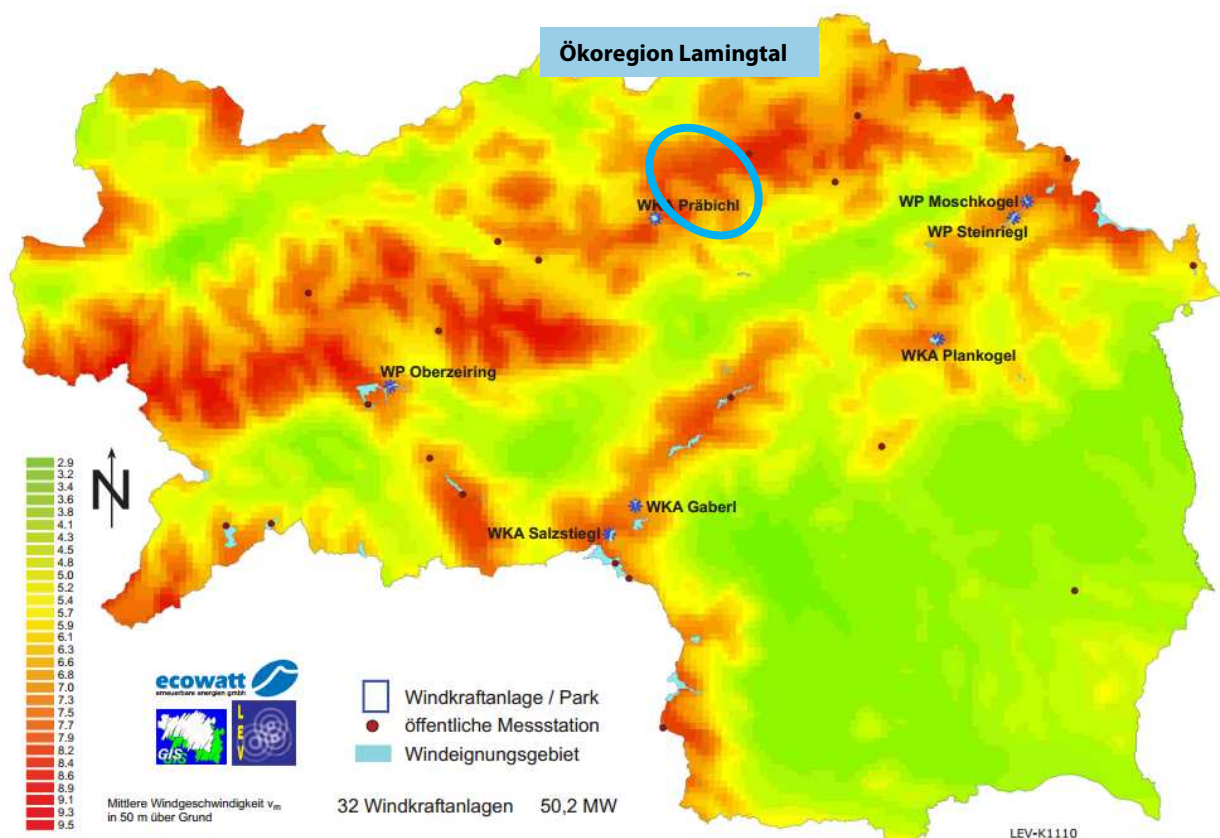 Ökoregion Lamingtal
WKA Präbichl
WP Moschkogel
WP Steinriegl
WKA Plankogel
WP Oberzeiring
WKA Gaberl
WKA Salzstiegl
2.9
3.2
3.4
3.6
3.8
4.1
4.3
4.5
4.8
5.0
5.2
5.4
5.7
5.9
6.1
6.3
6.6
6.8
7.0
7.3
7.5
7.7
7.9
8.2
8.4
8.6
8.9
9.1
9.3
9.5
N
ecowatt
erneuerbare energien gmbh
GIS
L
E
V
Windkraftanlage / Park
öffentliche Messstation
Windeignungsgebiet
Mittlere Windgeschwindigkeit vm
in 50 m über Grund
32 Windkraftanlagen 50,2 MW
LEV-K1110